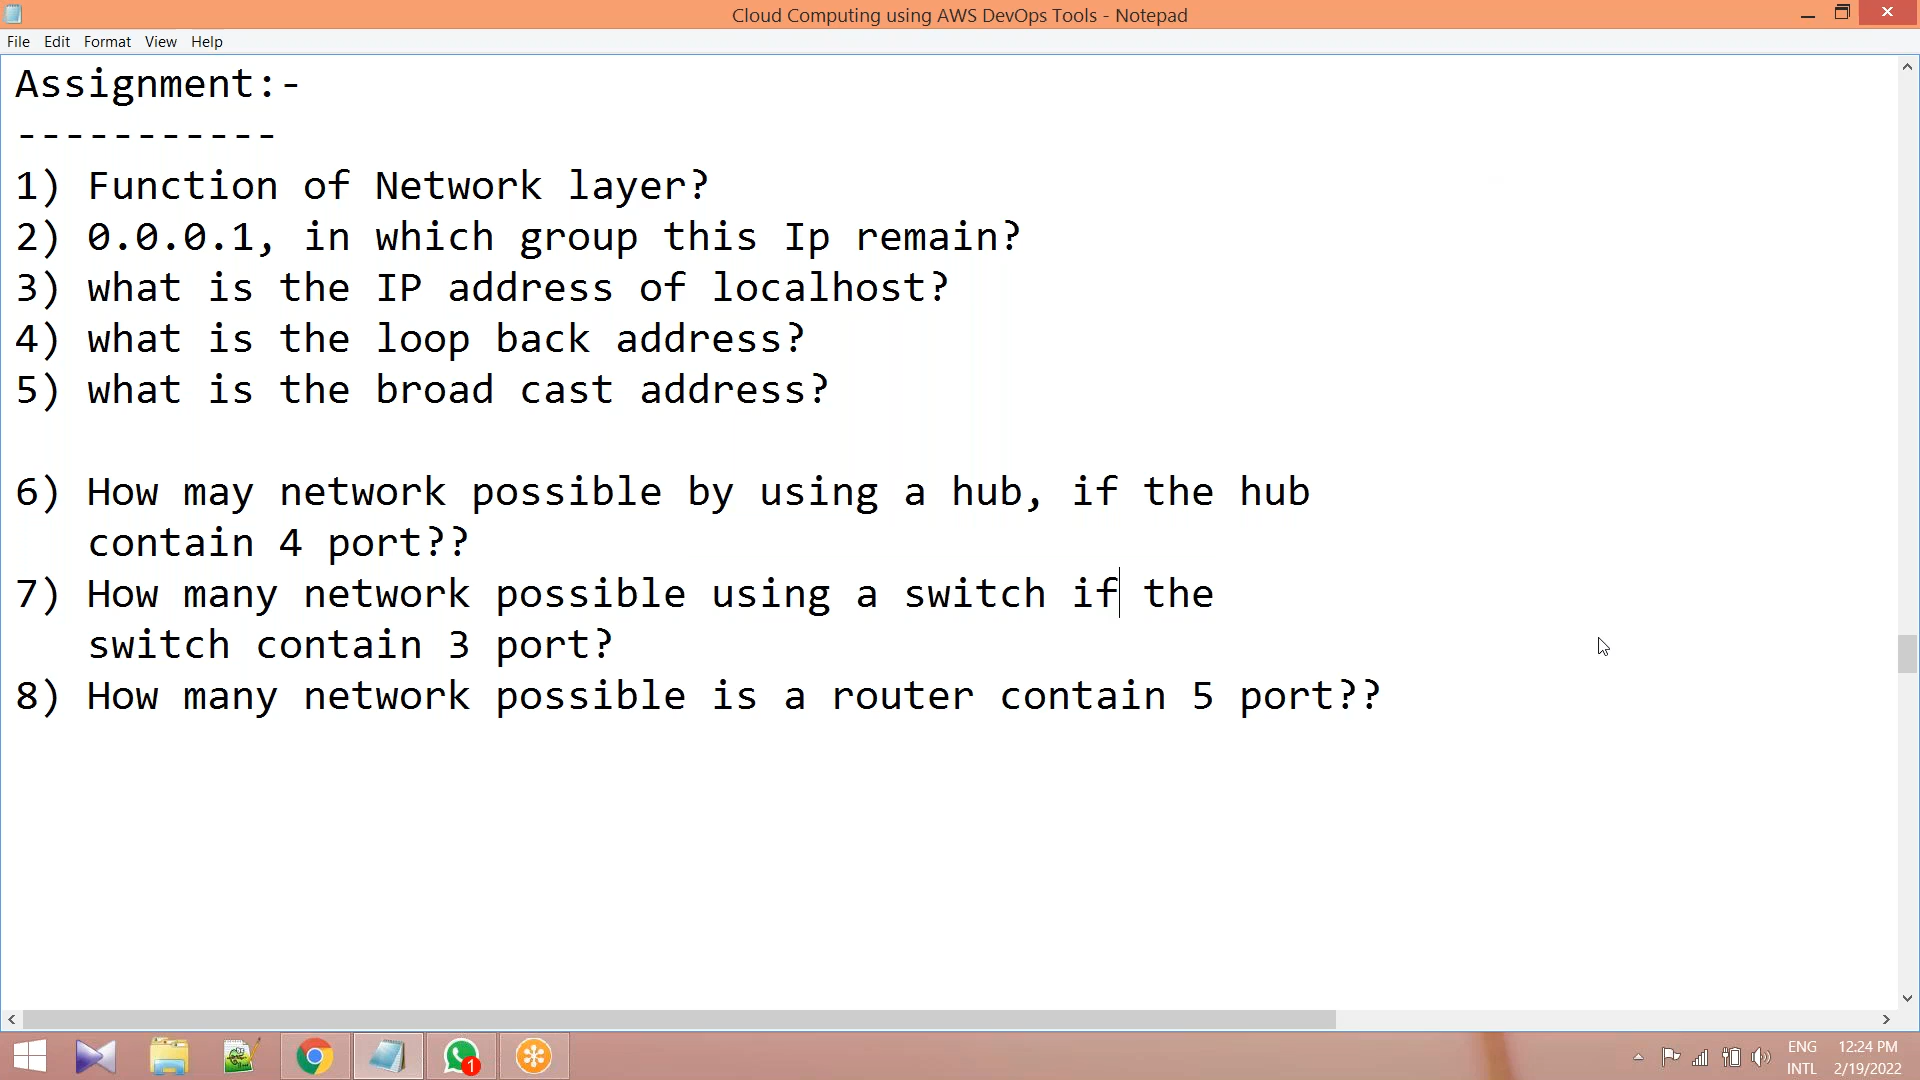 Cloud Computing using AWS DevOps Tools - Notepad
File Edit Format View Help
Assignment:-
-----------
1) Function of Network layer?
2) 0.0.0.1, in which group this Ip remain?
3) what is the IP address of localhost?
4) what is the loop back address?
5) what is the broad cast address?
6) How may network possible by using a hub, if the hub
contain 4 port??
7) How many network possible using a switch if the
switch contain 3 port?
8) How many network possible is a router contain 5 port??
1
ENG 12:24 PM
INTL 2/19/2022